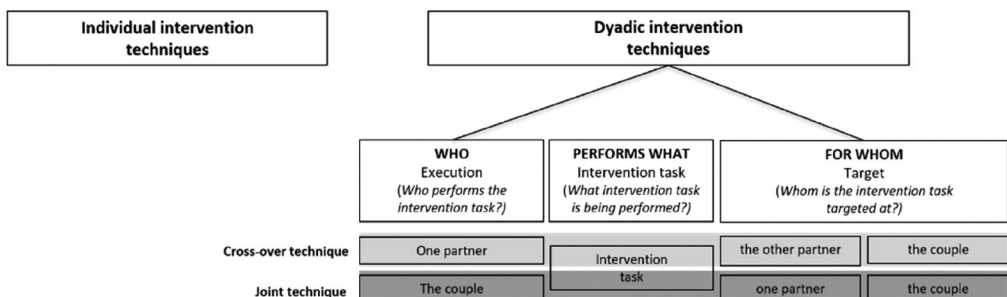 Individual intervention
techniques
Dyadic intervention
techniques
WHO
Execution
(Who performs the
intervention task?)
PERFORMS WHAT
Intervention task
(What intervention task
is being performed?)
FOR WHOM
Target
(Whom is the intervention task
targeted at?)
Cross-over technique
One partner
Intervention
task
the other partner
the couple
Joint technique
The couple
one partner
the couple